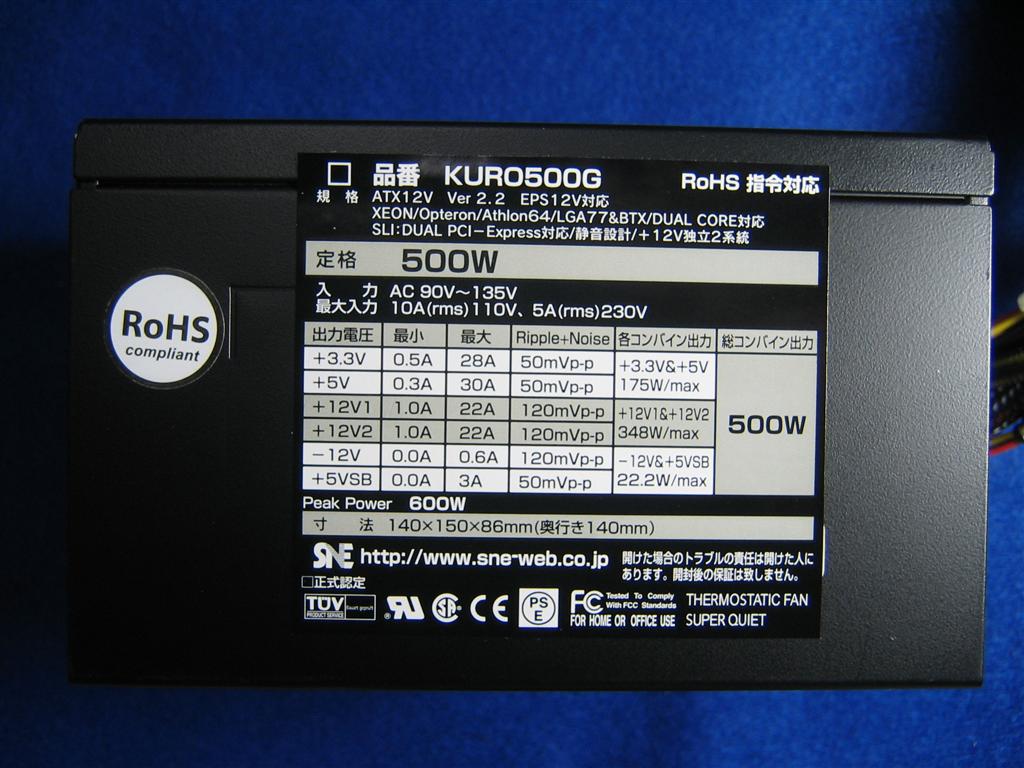 品番 KURO500G RoHS 指令対応
規格 ATX12V Ver 2.2 EPS12V対応
XEON/Opteron/Athlon64/LGA77&BTX/DUAL CORE対応
SLI:DUAL PCI-Express対応/静音設計/+12V独立2系統
定格 500W
入力 AC 90V~135V
最大入力 10A(rms)110V、5A(rms)230V
出力電圧 最小 最大 Ripple+Noise 各コンバイン出力 総コンバイン出力
+3.3V 0.5A 28A 50mVp-p +3.3V&+5V
+5V 0.3A 30A 50mVp-p 175W/max
+12V1 1.0A 22A 120mVp-p +12V1&+12V2
500W
+12V2 1.0A 22A 120mVp-p 348W/max
-12V 0.0A 0.6A 120mVp-p -12V&+5VSB
+5VSB 0.0A 3A 50mVp-p 22.2W/max
Peak Power 600W
寸法 140×150×86mm(奥行き140mm)
SNE http://www.sne-web.co.jp 開けた場合のトラブルの責任は開けた人に
あります。開封後の保証は致しません。
□正式認定
TÜV PRODUCT SERVICE
CE
PS
E
FC Tested To Comply
With FCC Standards
FOR HOME OR OFFICE USE
THERMOSTATIC FAN
SUPER QUIET
RoHS
compliant